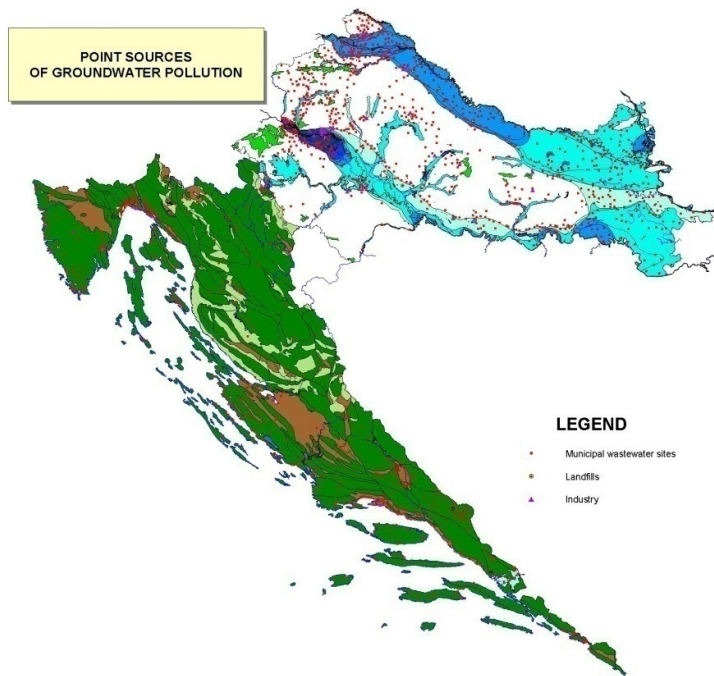 POINT SOURCES
OF GROUNDWATER POLLUTION
LEGEND
Municipal wastewater sites
Landfills
Industry